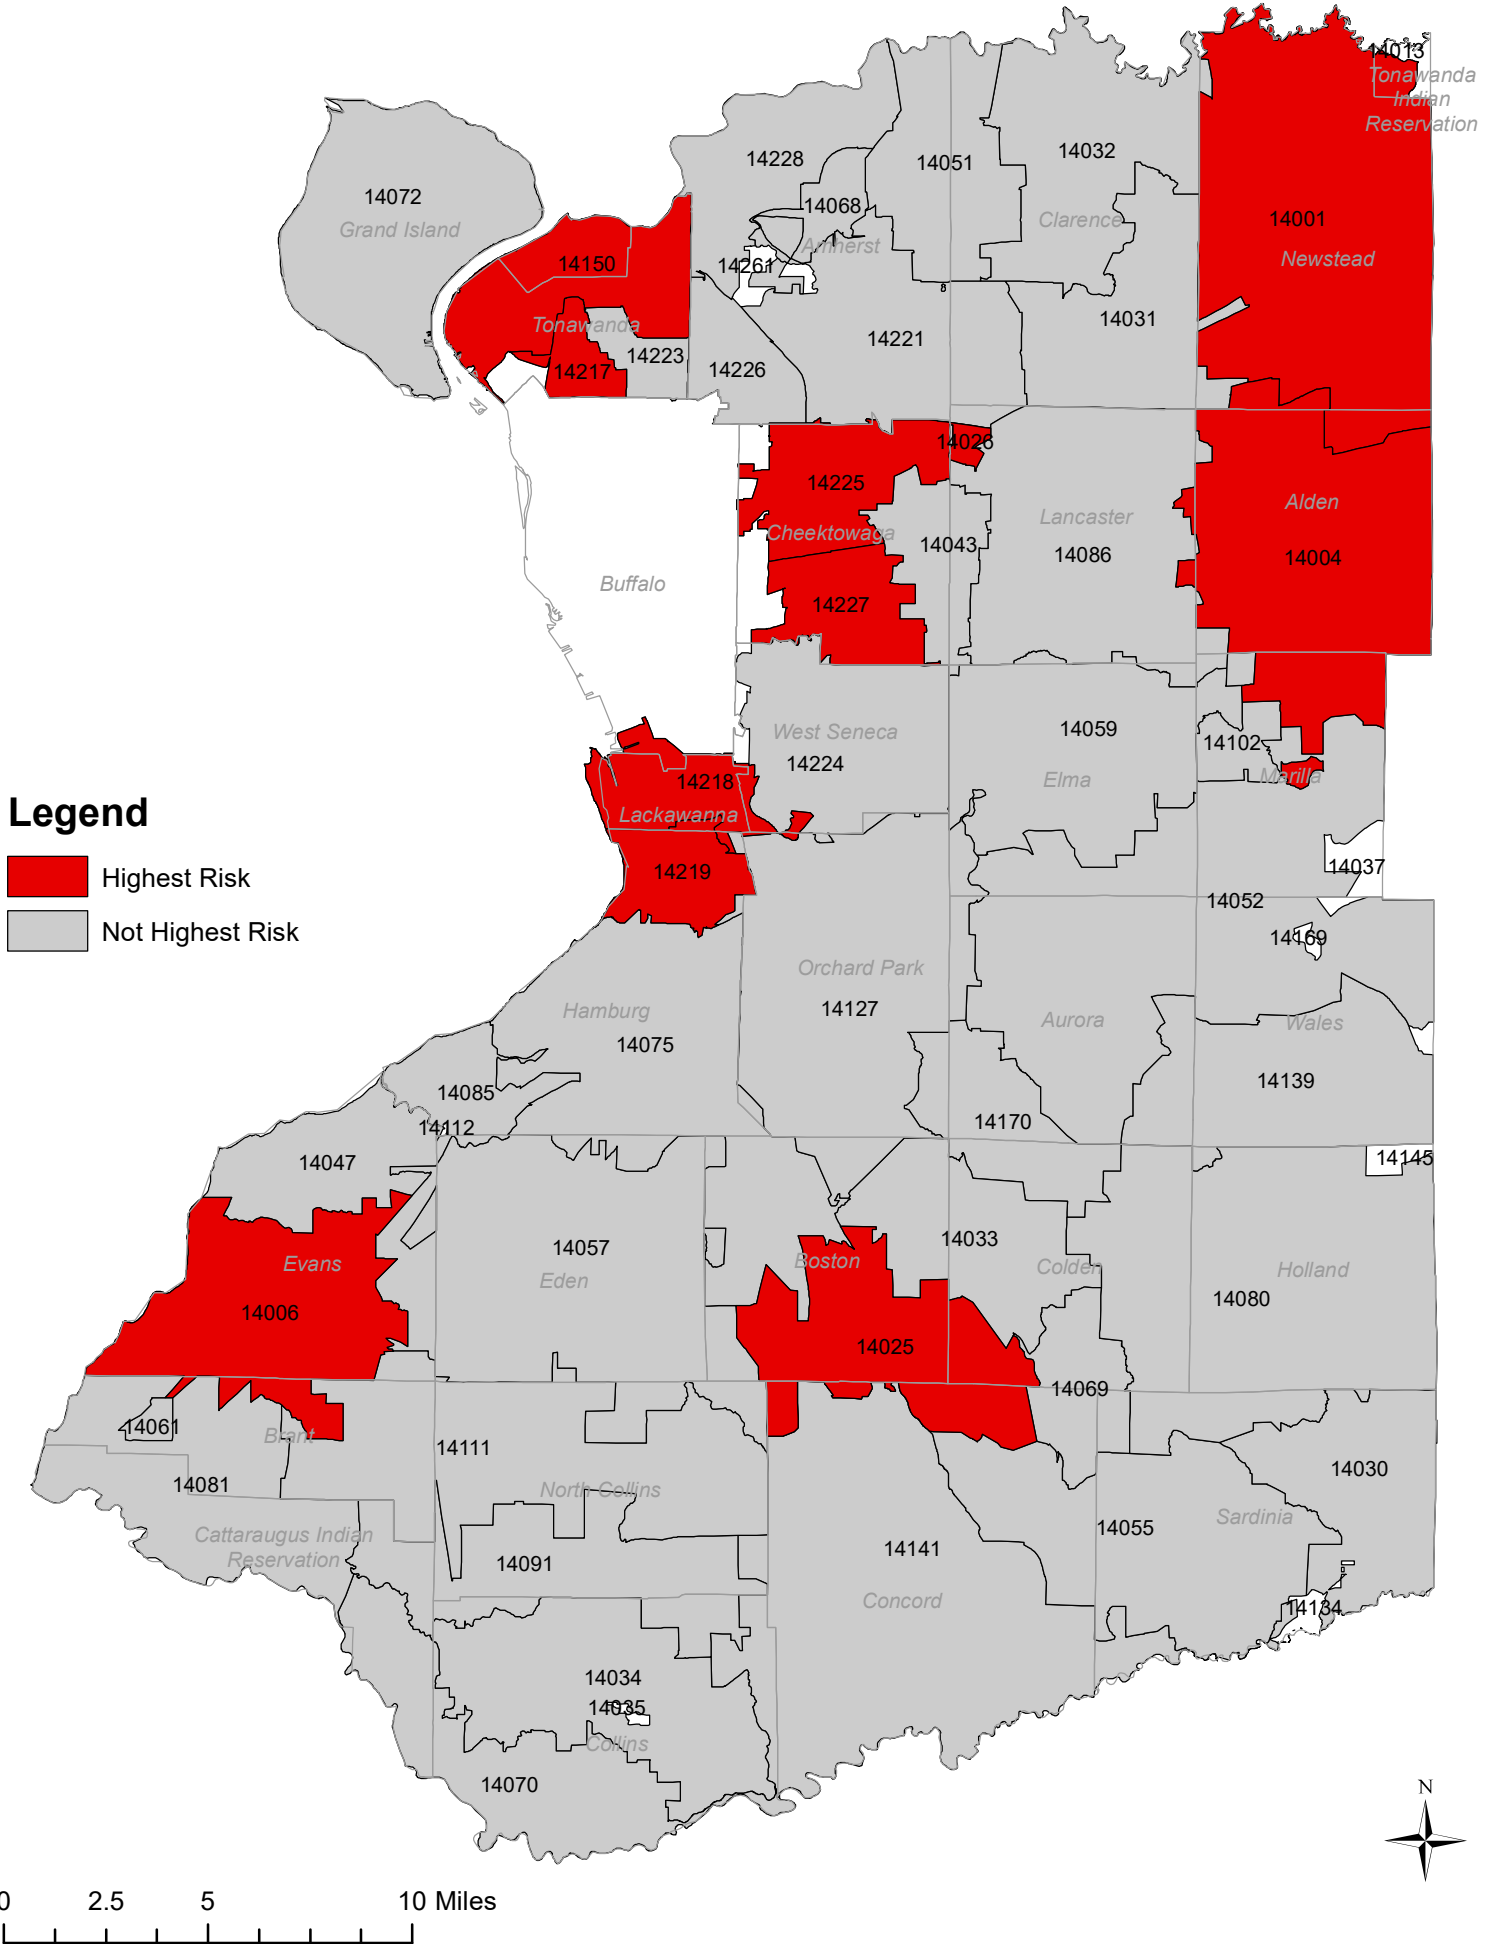 14013
Tonawanda
Indian
Reservation
14228
14051
14032
14072
Grand Island
14068
Clarence
14001
Amherst
Newstead
14150
14261
8
14031
Tonawanda
14221
14223
14226
14217
14026
14225
Alden
Lancaster
Cheektowaga
14043
14086
14004
Buffalo
14227
West Seneca
14059
14102
14224
Elma
Marilla
14218
Lackawanna
Legend
Highest Risk
Not Highest Risk
14219
14037
14052
14169
Orchard Park
Hamburg
14127
Aurora
Wales
14075
14139
14085
14112
14170
14047
14145
14057
14033
Evans
Boston
Colden
Holland
Eden
14080
14006
14025
14069
14061
Brant
14111
14030
14081
North Collins
Sardinia
Cattaraugus Indian
Reservation
14055
14141
14091
Concord
14134
14034
14035
Collins
14070
N
0 2.5 5 10 Miles